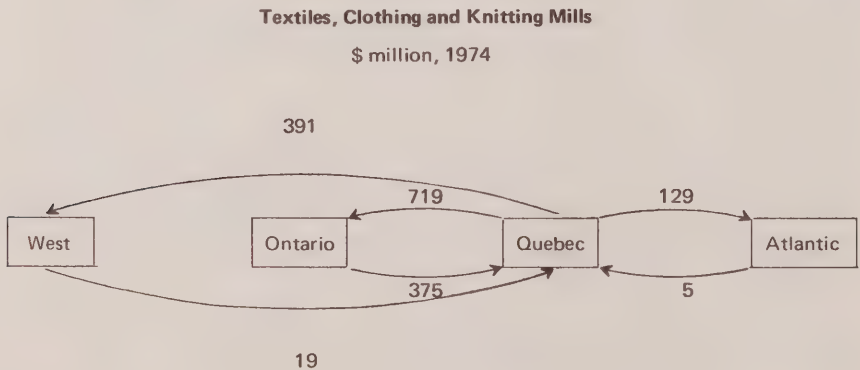 Textiles, Clothing and Knitting Mills
$ million, 1974
391
719
129
West
Ontario
Quebec
Atlantic
375
5
19